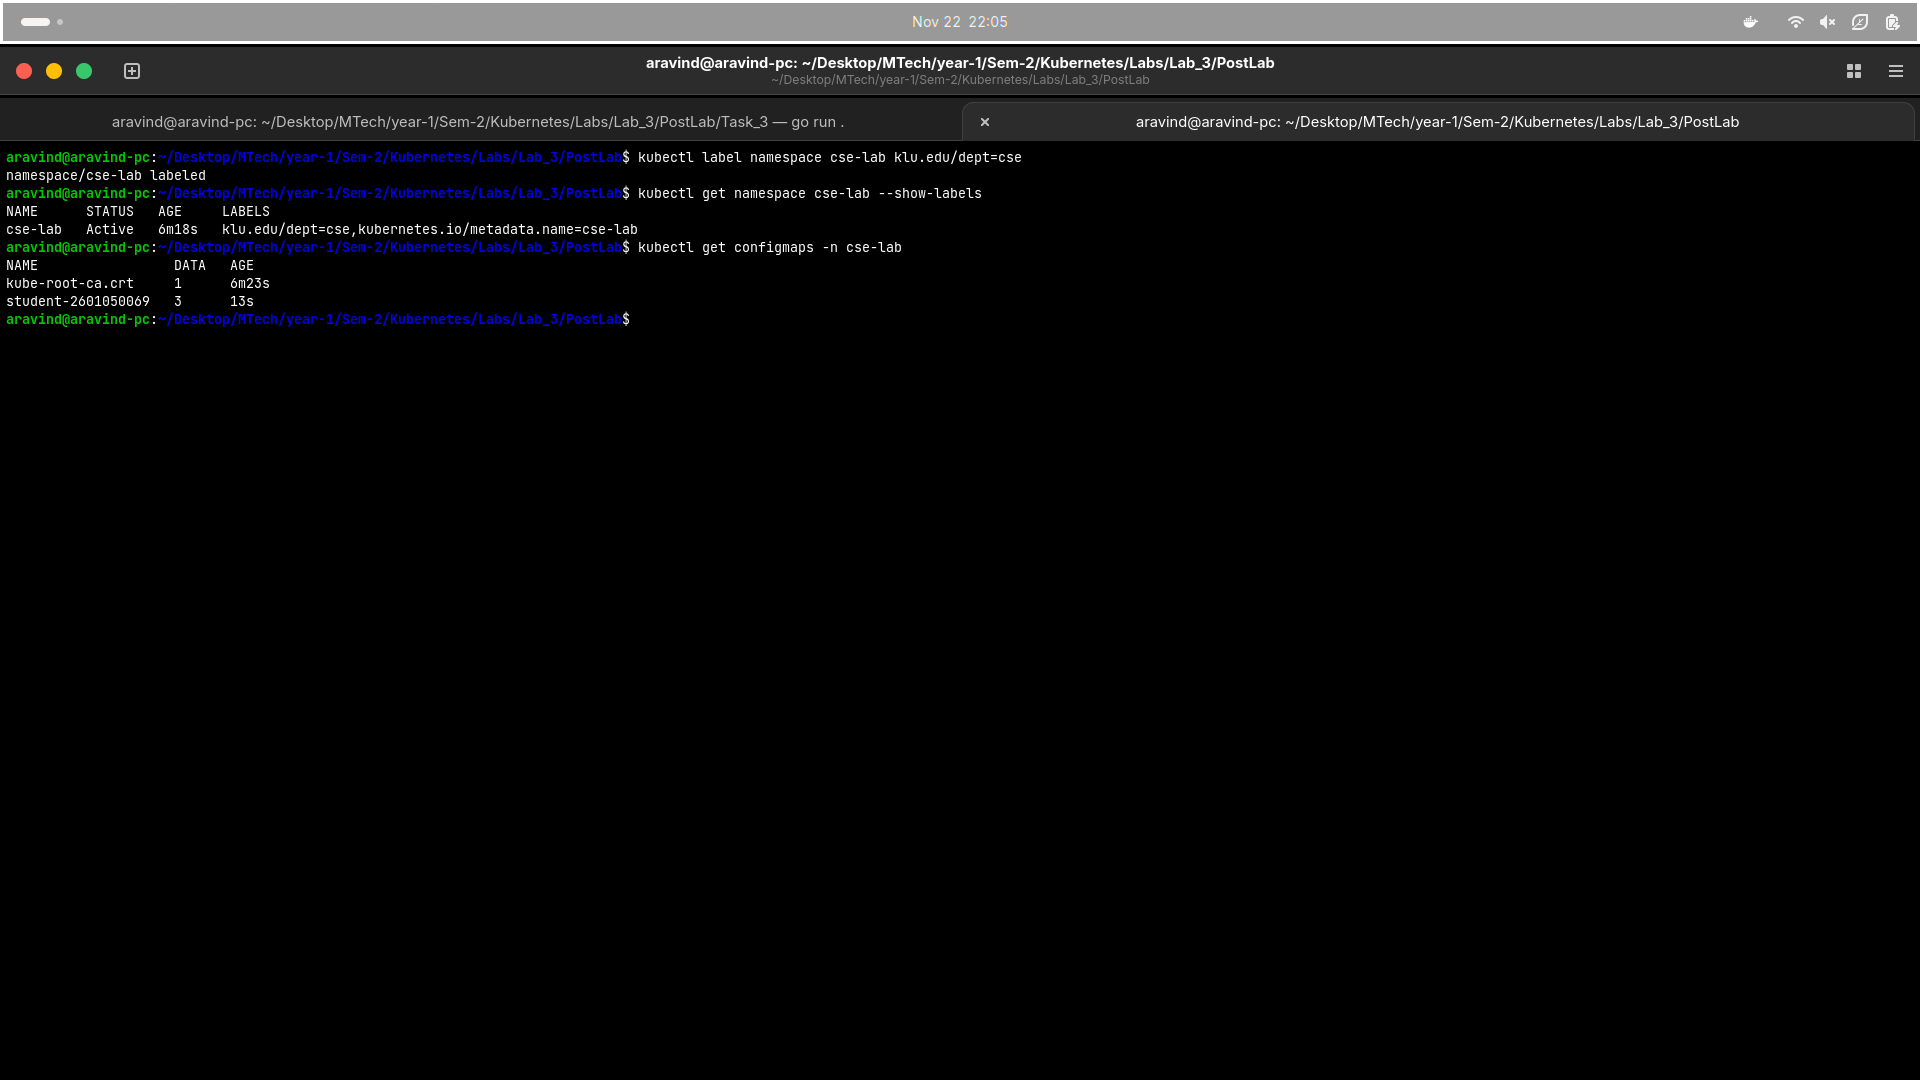 Nov 22 22:05
aravind@aravind-pc: ~/Desktop/MTech/year-1/Sem-2/Kubernetes/Labs/Lab_3/PostLab
~/Desktop/MTech/year-1/Sem-2/Kubernetes/Labs/Lab_3/PostLab
aravind@aravind-pc: ~/Desktop/MTech/year-1/Sem-2/Kubernetes/Labs/Lab_3/PostLab/Task_3 — go run .
aravind@aravind-pc: ~/Desktop/MTech/year-1/Sem-2/Kubernetes/Labs/Lab_3/PostLab
aravind@aravind-pc:~/Desktop/MTech/year-1/Sem-2/Kubernetes/Labs/Lab_3/PostLab$ kubectl label namespace cse-lab klu.edu/dept=cse
namespace/cse-lab labeled
aravind@aravind-pc:~/Desktop/MTech/year-1/Sem-2/Kubernetes/Labs/Lab_3/PostLab$ kubectl get namespace cse-lab --show-labels
NAME      STATUS   AGE     LABELS
cse-lab   Active   6m18s   klu.edu/dept=cse,kubernetes.io/metadata.name=cse-lab
aravind@aravind-pc:~/Desktop/MTech/year-1/Sem-2/Kubernetes/Labs/Lab_3/PostLab$ kubectl get configmaps -n cse-lab
NAME                 DATA   AGE
kube-root-ca.crt     1      6m23s
student-2601050069   3      13s
aravind@aravind-pc:~/Desktop/MTech/year-1/Sem-2/Kubernetes/Labs/Lab_3/PostLab$